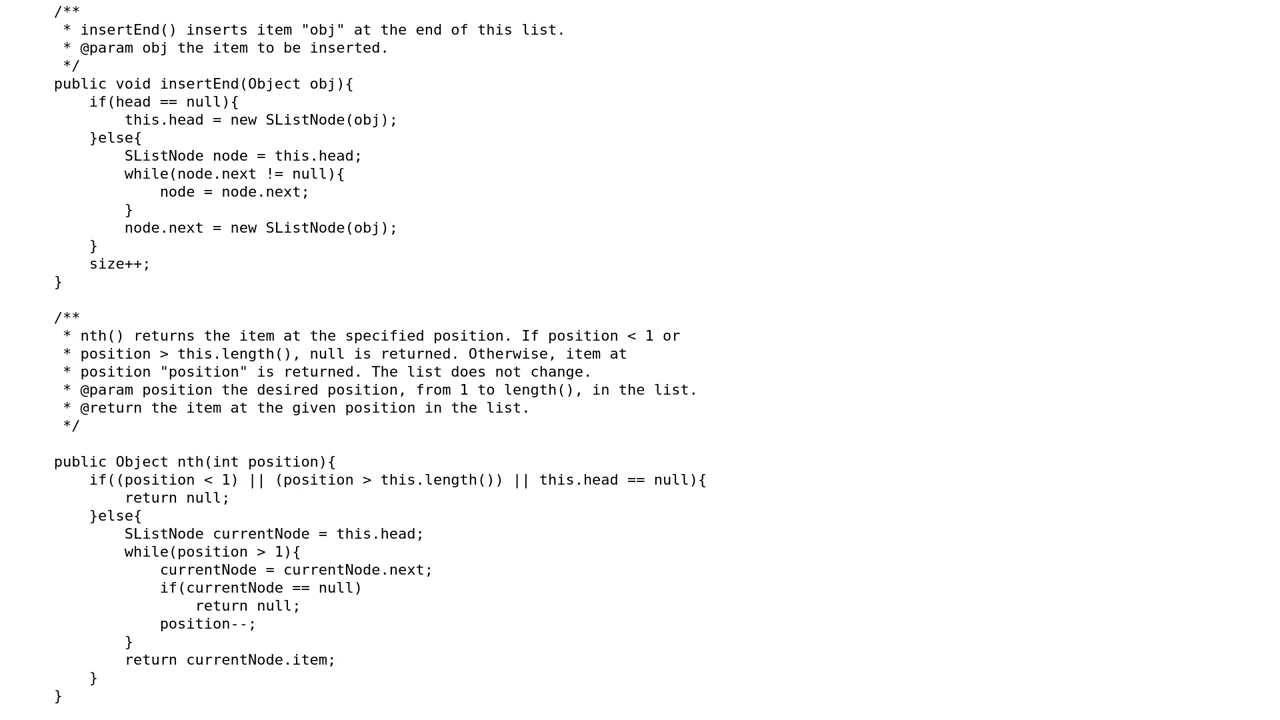 /**
 * insertEnd() inserts item "obj" at the end of this list.
 * @param obj the item to be inserted.
 */
public void insertEnd(Object obj){
    if(head == null){
        this.head = new SListNode(obj);
    }else{
        SListNode node = this.head;
        while(node.next != null){
            node = node.next;
        }
        node.next = new SListNode(obj);
    }
    size++;
}

/**
 * nth() returns the item at the specified position. If position < 1 or
 * position > this.length(), null is returned. Otherwise, item at
 * position "position" is returned. The list does not change.
 * @param position the desired position, from 1 to length(), in the list.
 * @return the item at the given position in the list.
 */

public Object nth(int position){
    if((position < 1) || (position > this.length()) || this.head == null){
        return null;
    }else{
        SListNode currentNode = this.head;
        while(position > 1){
            currentNode = currentNode.next;
            if(currentNode == null)
                return null;
            position--;
        }
        return currentNode.item;
    }
}